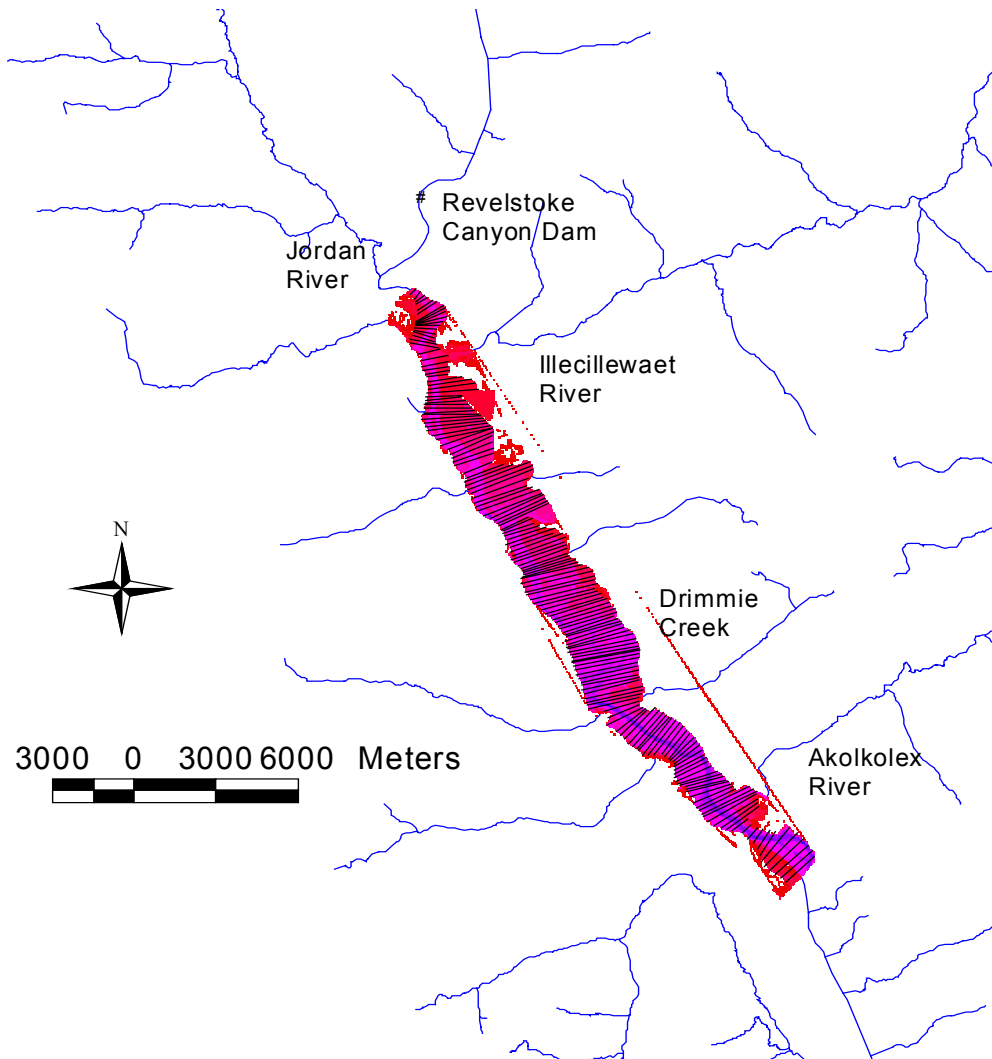 #
Revelstoke
Canyon Dam
Jordan
River
Illecillewaet
River
N
Drimmie
Creek
3000 0 3000 6000 Meters
Akolkolex
River